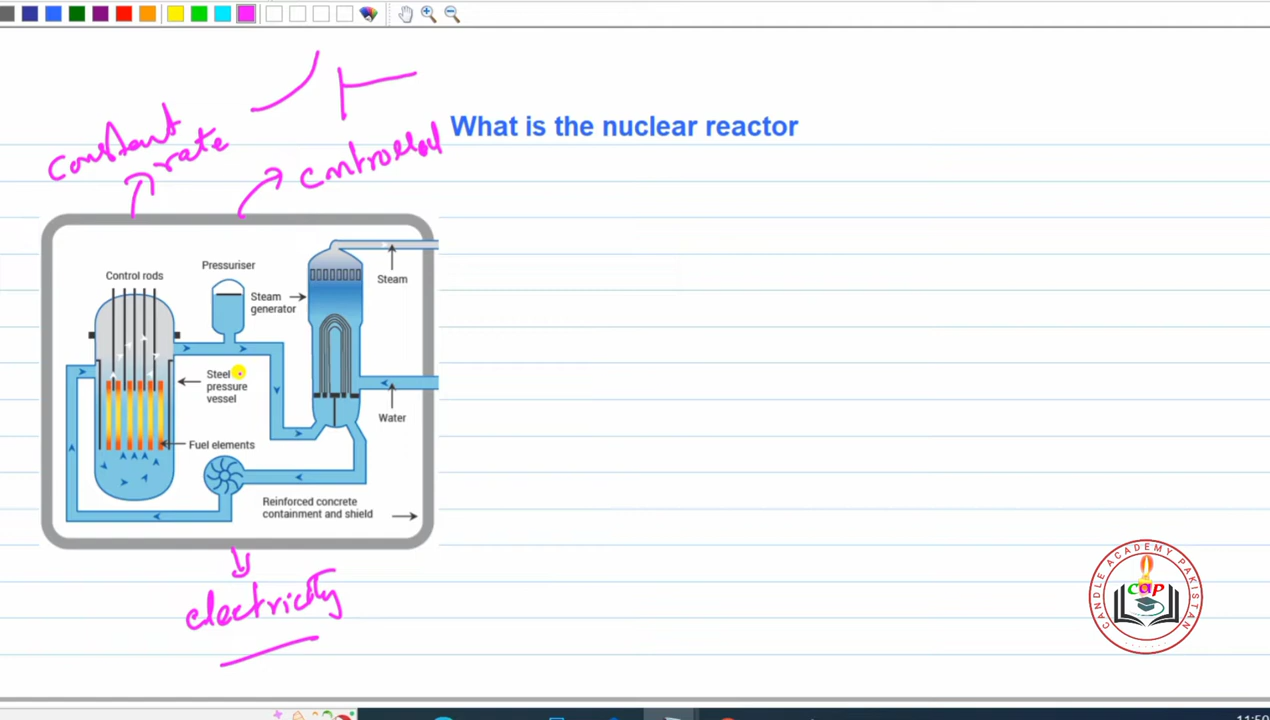 What is the nuclear reactor
constant
rate
controlled
Control rods
Pressuriser
Steam
generator
Steam
Steel
pressure
vessel
Water
Fuel elements
Reinforced concrete
containment and shield
electricity
CANDLE ACADEMY PAKISTAN
CAP